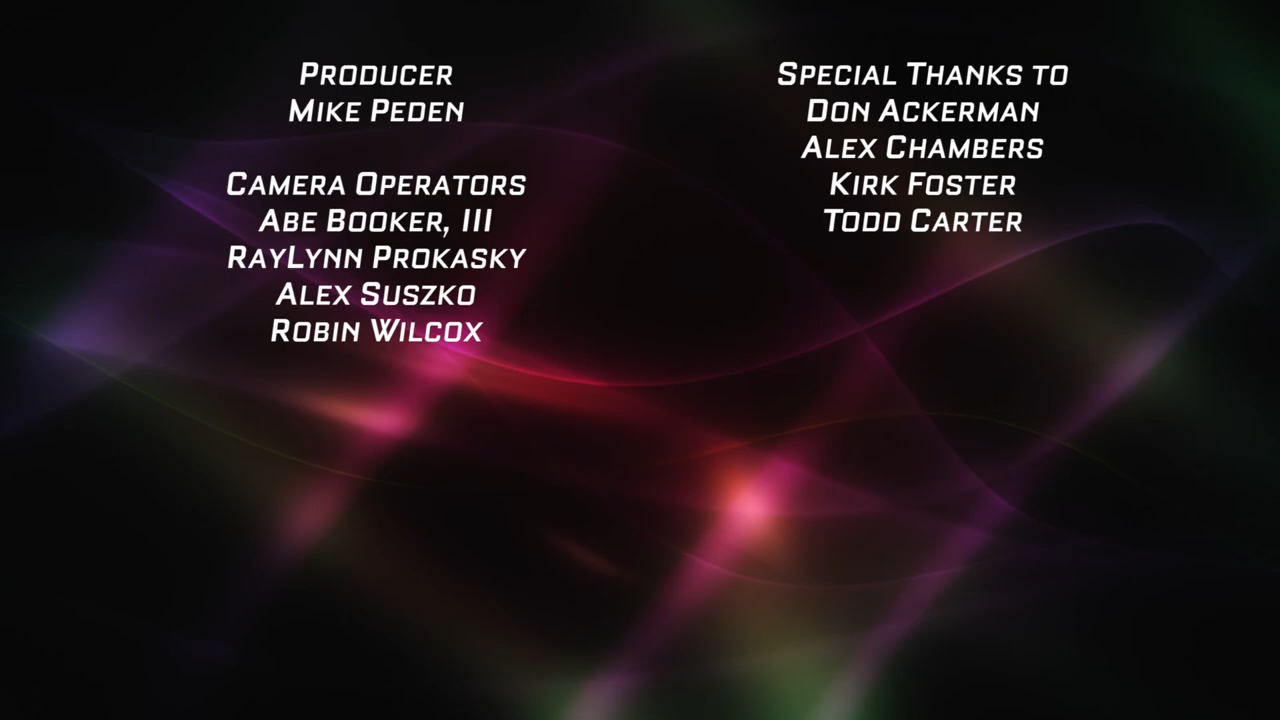 Producer
Mike Peden
Camera Operators
Abe Booker, III
RayLynn Prokasky
Alex Suszko
Robin Wilcox
Special Thanks to
Don Ackerman
Alex Chambers
Kirk Foster
Todd Carter